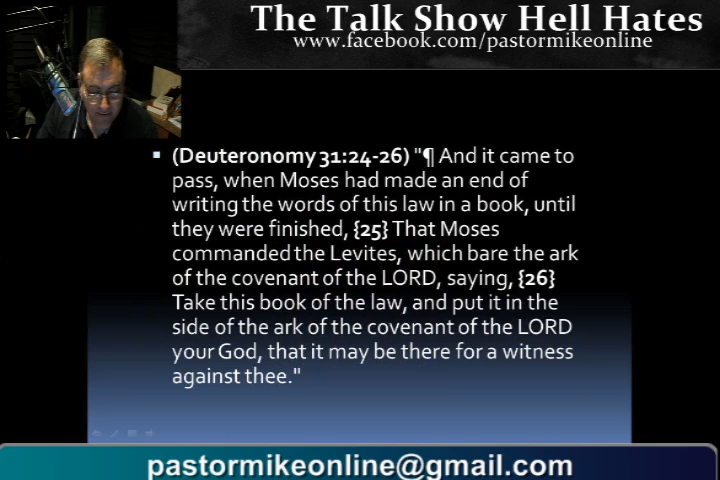 The Talk Show Hell Hates
www.facebook.com/pastormikeonline
▪ (Deuteronomy 31:24-26) "¶ And it came to
pass, when Moses had made an end of
writing the words of this law in a book, until
they were finished, {25} That Moses
commanded the Levites, which bare the ark
of the covenant of the LORD, saying, {26}
Take this book of the law, and put it in the
side of the ark of the covenant of the LORD
your God, that it may be there for a witness
against thee."
pastormikeonline@gmail.com